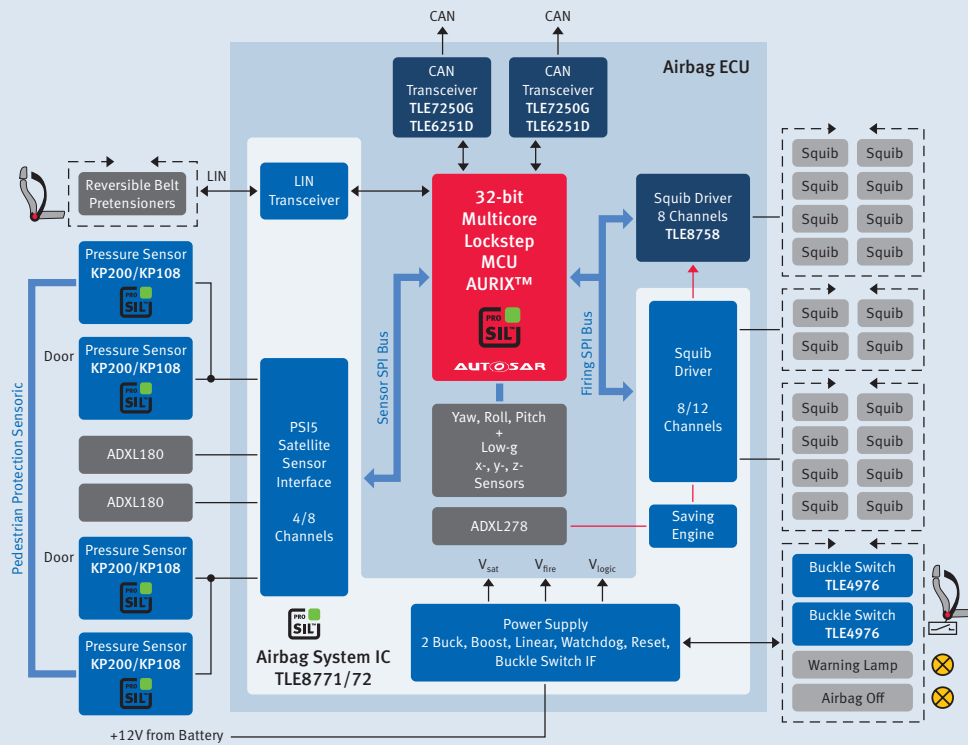 CAN
CAN
Airbag ECU
CAN
Transceiver
TLE7250G
TLE6251D
CAN
Transceiver
TLE7250G
TLE6251D
Reversible Belt
Pretensioners
LIN
LIN
Transceiver
32-bit
Multicore
Lockstep
MCU
AURIX™
PRO
SIL™
AUTOSAR
Squib Driver
8 Channels
TLE8758
Squib
Squib
Squib
Squib
Squib
Squib
Squib
Squib
Pedestrian Protection Sensoric
Pressure Sensor
KP200/KP108
PRO
SIL™
Door
Pressure Sensor
KP200/KP108
PRO
SIL™
ADXL180
ADXL180
Door
Pressure Sensor
KP200/KP108
PRO
SIL™
Pressure Sensor
KP200/KP108
PRO
SIL™
PSI5
Satellite
Sensor
Interface
4/8
Channels
Sensor SPI Bus
Firing SPI Bus
Yaw, Roll, Pitch
+
Low-g
x-, y-, z-
Sensors
ADXL278
Squib
Driver
8/12
Channels
Saving
Engine
Squib
Squib
Squib
Squib
Squib
Squib
Squib
Squib
Squib
Squib
Squib
Squib
PRO
SIL™
Airbag System IC
TLE8771/72
Vsat
Vfire
Vlogic
Power Supply
2 Buck, Boost, Linear, Watchdog, Reset,
Buckle Switch IF
Buckle Switch
TLE4976
Buckle Switch
TLE4976
Warning Lamp
Airbag Off
+12V from Battery